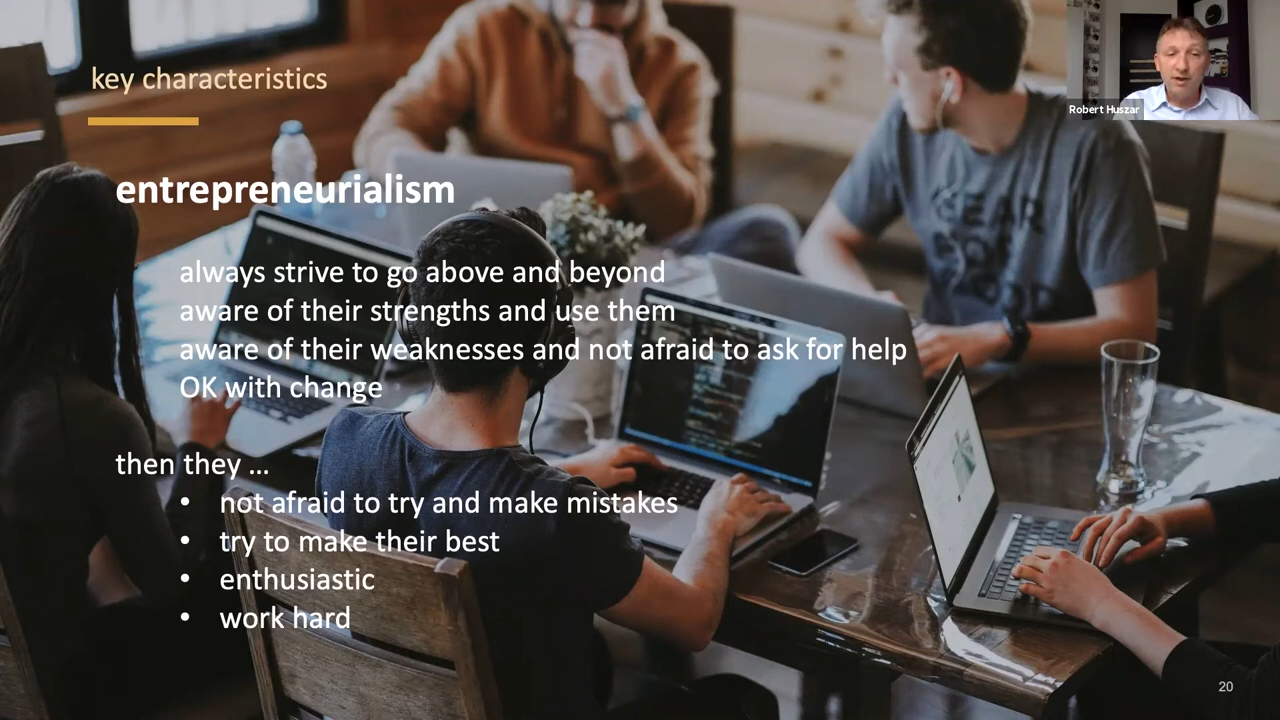 key characteristics
Robert Huszar
entrepreneurialism
always strive to go above and beyond
aware of their strengths and use them
aware of their weaknesses and not afraid to ask for help
OK with change
then they ...
• not afraid to try and make mistakes
• try to make their best
• enthusiastic
• work hard
20